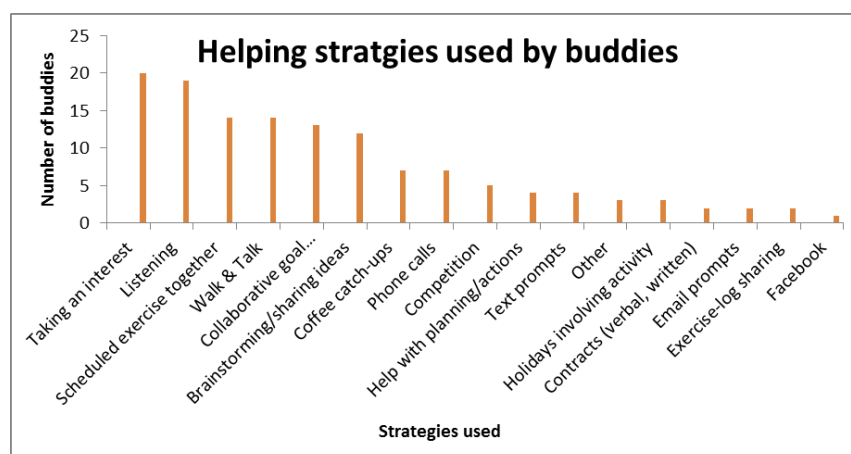 Helping stratgies used by buddies
Number of buddies
25
20
15
10
5
0
Taking an interest
Listening
Scheduled exercise together
Walk & Talk
Collaborative goal...
Brainstorming/sharing ideas
Coffee catch-ups
Phone calls
Competition
Help with planning/actions
Text prompts
Other
Holidays involving activity
Contracts (verbal, written)
Email prompts
Exercise-log sharing
Facebook
Strategies used